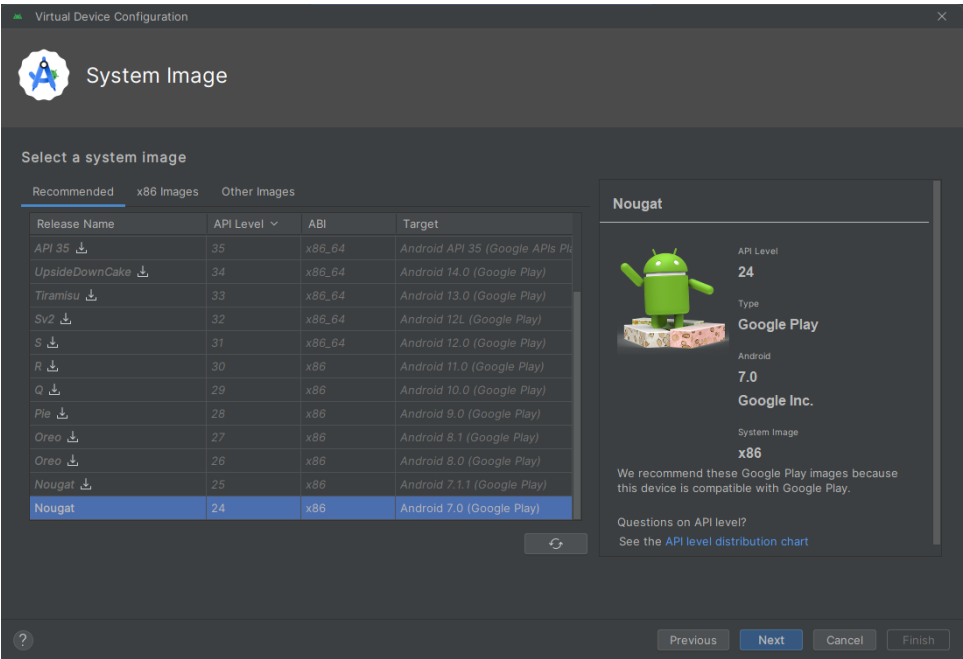 Virtual Device Configuration
System Image
Select a system image
Recommended x86 Images Other Images
Release Name API Level ABI Target
API 35 35 x86_64 Android API 35 (Google APIs Pla
UpsideDownCake 34 x86_64 Android 14.0 (Google Play)
Tiramisu 33 x86_64 Android 13.0 (Google Play)
Sv2 32 x86_64 Android 12L (Google Play)
S 31 x86_64 Android 12.0 (Google Play)
R 30 x86 Android 11.0 (Google Play)
Q 29 x86 Android 10.0 (Google Play)
Pie 28 x86 Android 9.0 (Google Play)
Oreo 27 x86 Android 8.1 (Google Play)
Oreo 26 x86 Android 8.0 (Google Play)
Nougat 25 x86 Android 7.1.1 (Google Play)
Nougat 24 x86 Android 7.0 (Google Play)
Nougat
API Level
24
Type
Google Play
Android
7.0
Google Inc.
System Image
x86
We recommend these Google Play images because
this device is compatible with Google Play.
Questions on API level?
See the API level distribution chart
? Previous Next Cancel Finish